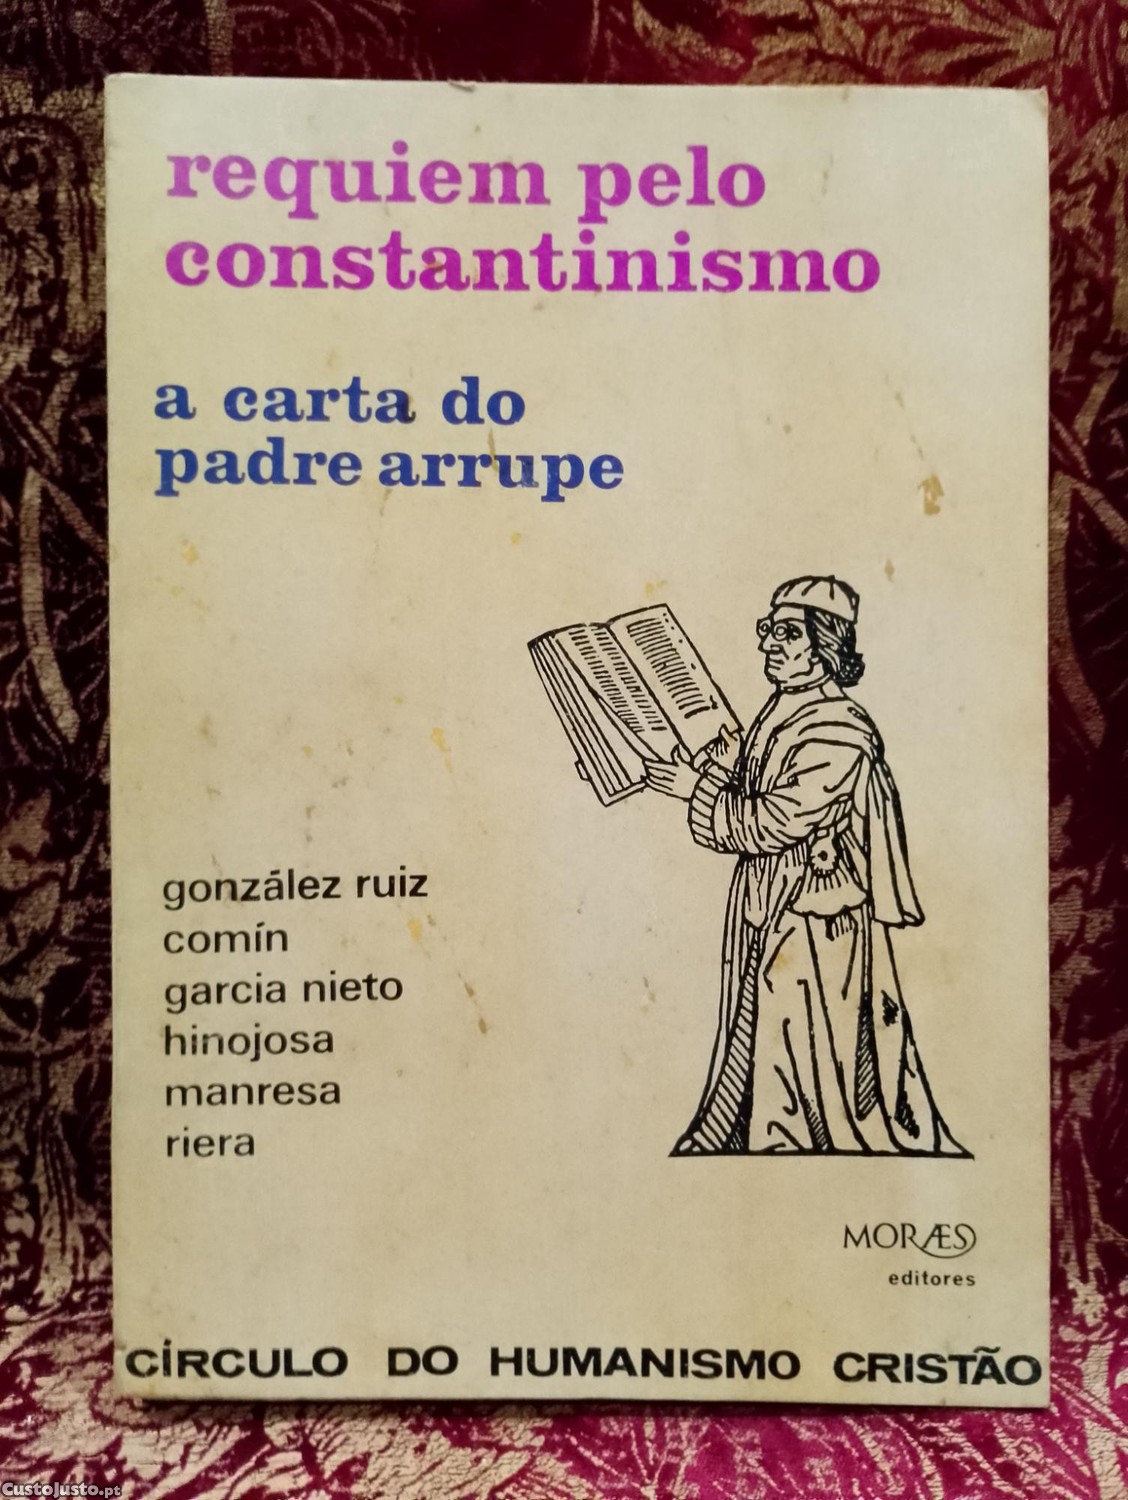 requiem pelo
constantinismo
a carta do
padre arrupe
gonzález ruiz
comín
garcia nieto
hinojosa
manresa
riera
MORÆS
editores
CÍRCULO DO HUMANISMO CRISTÃO
CustoJusto.pt